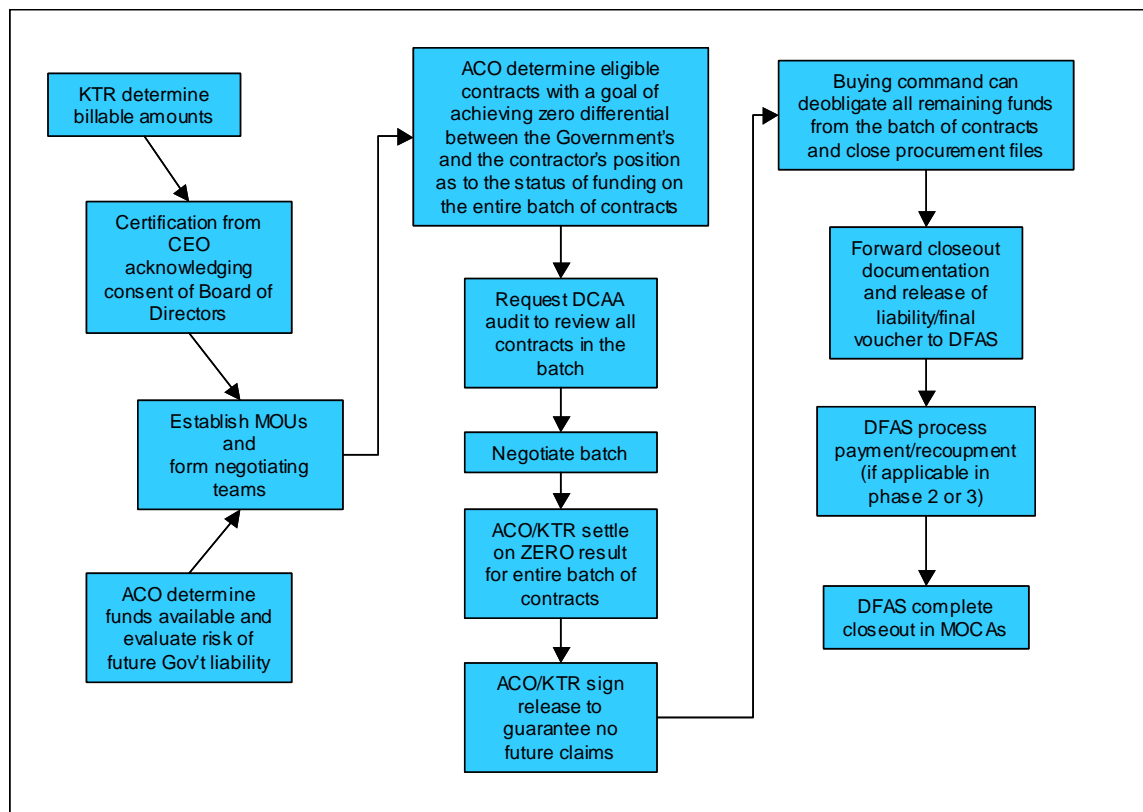 KTR determine
billable amounts
Certification from
CEO
acknowledging
consent of Board of
Directors
Establish MOUs
and
form negotiating
teams
ACO determine
funds available and
evaluate risk of
future Gov't liability
ACO determine eligible
contracts with a goal of
achieving zero differential
between the Government's
and the contractor's position
as to the status of funding on
the entire batch of contracts
Request DCAA
audit to review all
contracts in the
batch
Negotiate batch
ACO/KTR settle
on ZERO result
for entire batch of
contracts
ACO/KTR sign
release to
guarantee no
future claims
Buying command can
deobligate all remaining funds
from the batch of contracts
and close procurement files
Forward closeout
documentation
and release of
liability/final
voucher to DFAS
DFAS process
payment/recoupment
(if applicable in
phase 2 or 3)
DFAS complete
closeout in MOCAs